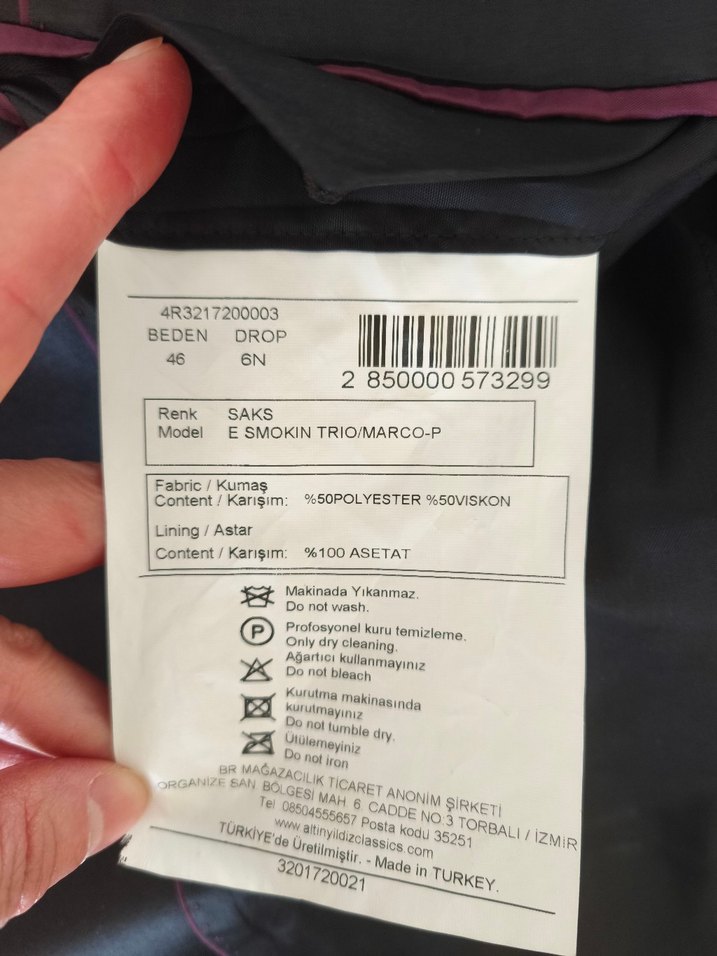 4R3217200003
BEDEN DROP
46 6N
2 850000 573299
Renk SAKS
Model E SMOKIN TRIO/MARCO-P
Fabric / Kumaş
Content / Karışım: %50POLYESTER %50VISKON
Lining / Astar
Content / Karışım: %100 ASETAT
Makinada Yıkanmaz.
Do not wash.
P
Profosyonel kuru temizleme.
Only dry cleaning.
Ağartıcı kullanmayınız
Do not bleach
Kurutma makinasında
kurutmayınız
Do not tumble dry.
Ütülemeyiniz
Do not iron
BR MAĞAZACILIK TİCARET ANONİM ŞİRKETİ
ORGANİZE SAN BÖLGESİ MAH 6 CADDE NO:3 TORBALI / İZMİR
Tel 08504555657 Posta kodu 35251
www.altinyildizclassics.com
TÜRKİYE'de Üretilmiştir. - Made in TURKEY.
3201720021